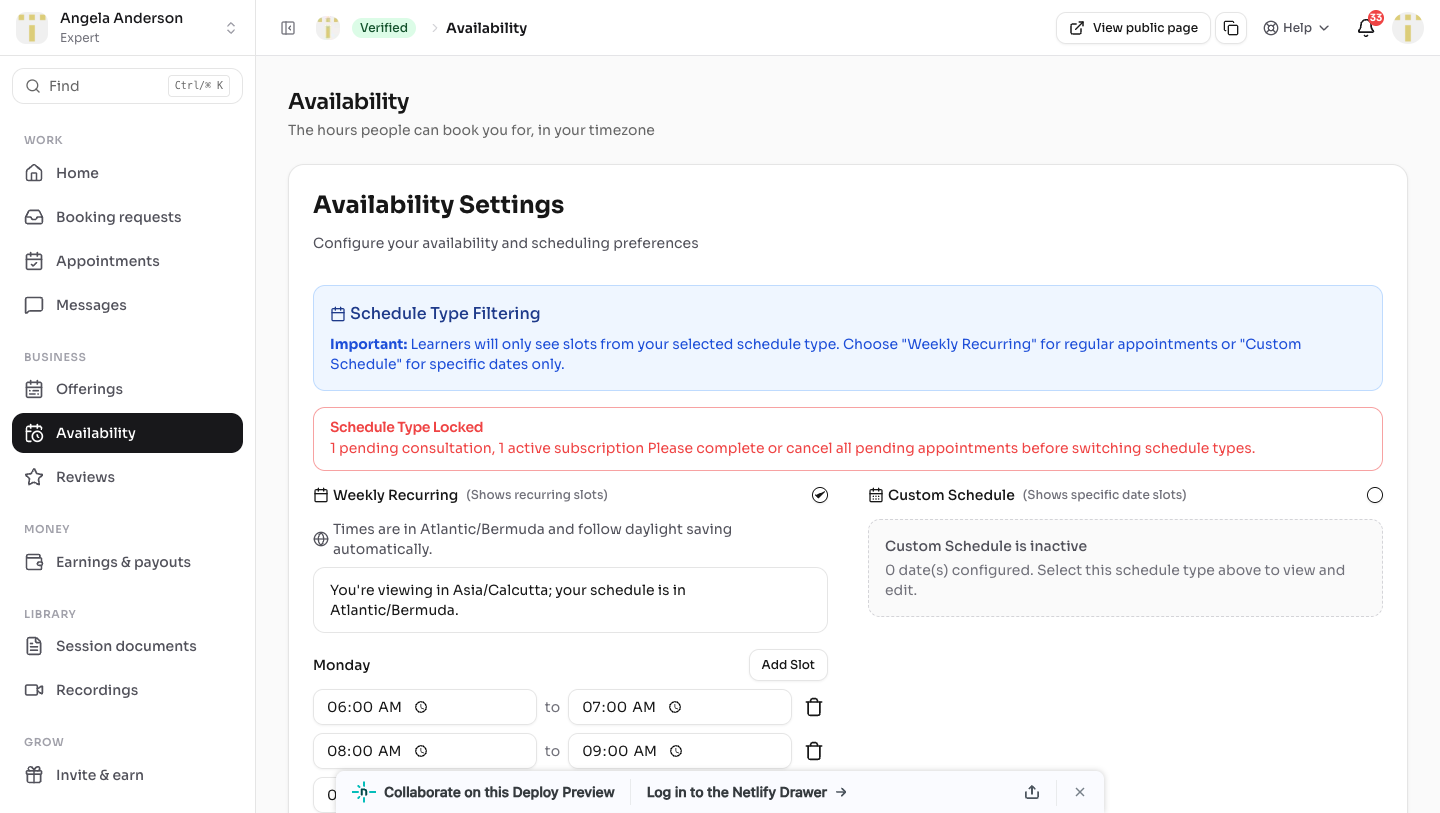 Angela Anderson
Expert
Find
Ctrl/⌘ K
WORK
Home
Booking requests
Appointments
Messages
BUSINESS
Offerings
Availability
Reviews
MONEY
Earnings & payouts
LIBRARY
Session documents
Recordings
GROW
Invite & earn
Verified
Availability
View public page
Help
33
Availability
The hours people can book you for, in your timezone
Availability Settings
Configure your availability and scheduling preferences
Schedule Type Filtering
Important: Learners will only see slots from your selected schedule type. Choose "Weekly Recurring" for regular appointments or "Custom
Schedule" for specific dates only.
Schedule Type Locked
1 pending consultation, 1 active subscription Please complete or cancel all pending appointments before switching schedule types.
Weekly Recurring (Shows recurring slots)
Times are in Atlantic/Bermuda and follow daylight saving
automatically.
You're viewing in Asia/Calcutta; your schedule is in
Atlantic/Bermuda.
Custom Schedule (Shows specific date slots)
Custom Schedule is inactive
0 date(s) configured. Select this schedule type above to view and
edit.
Monday
Add Slot
06:00 AM to 07:00 AM
08:00 AM to 09:00 AM
Collaborate on this Deploy Preview
Log in to the Netlify Drawer →